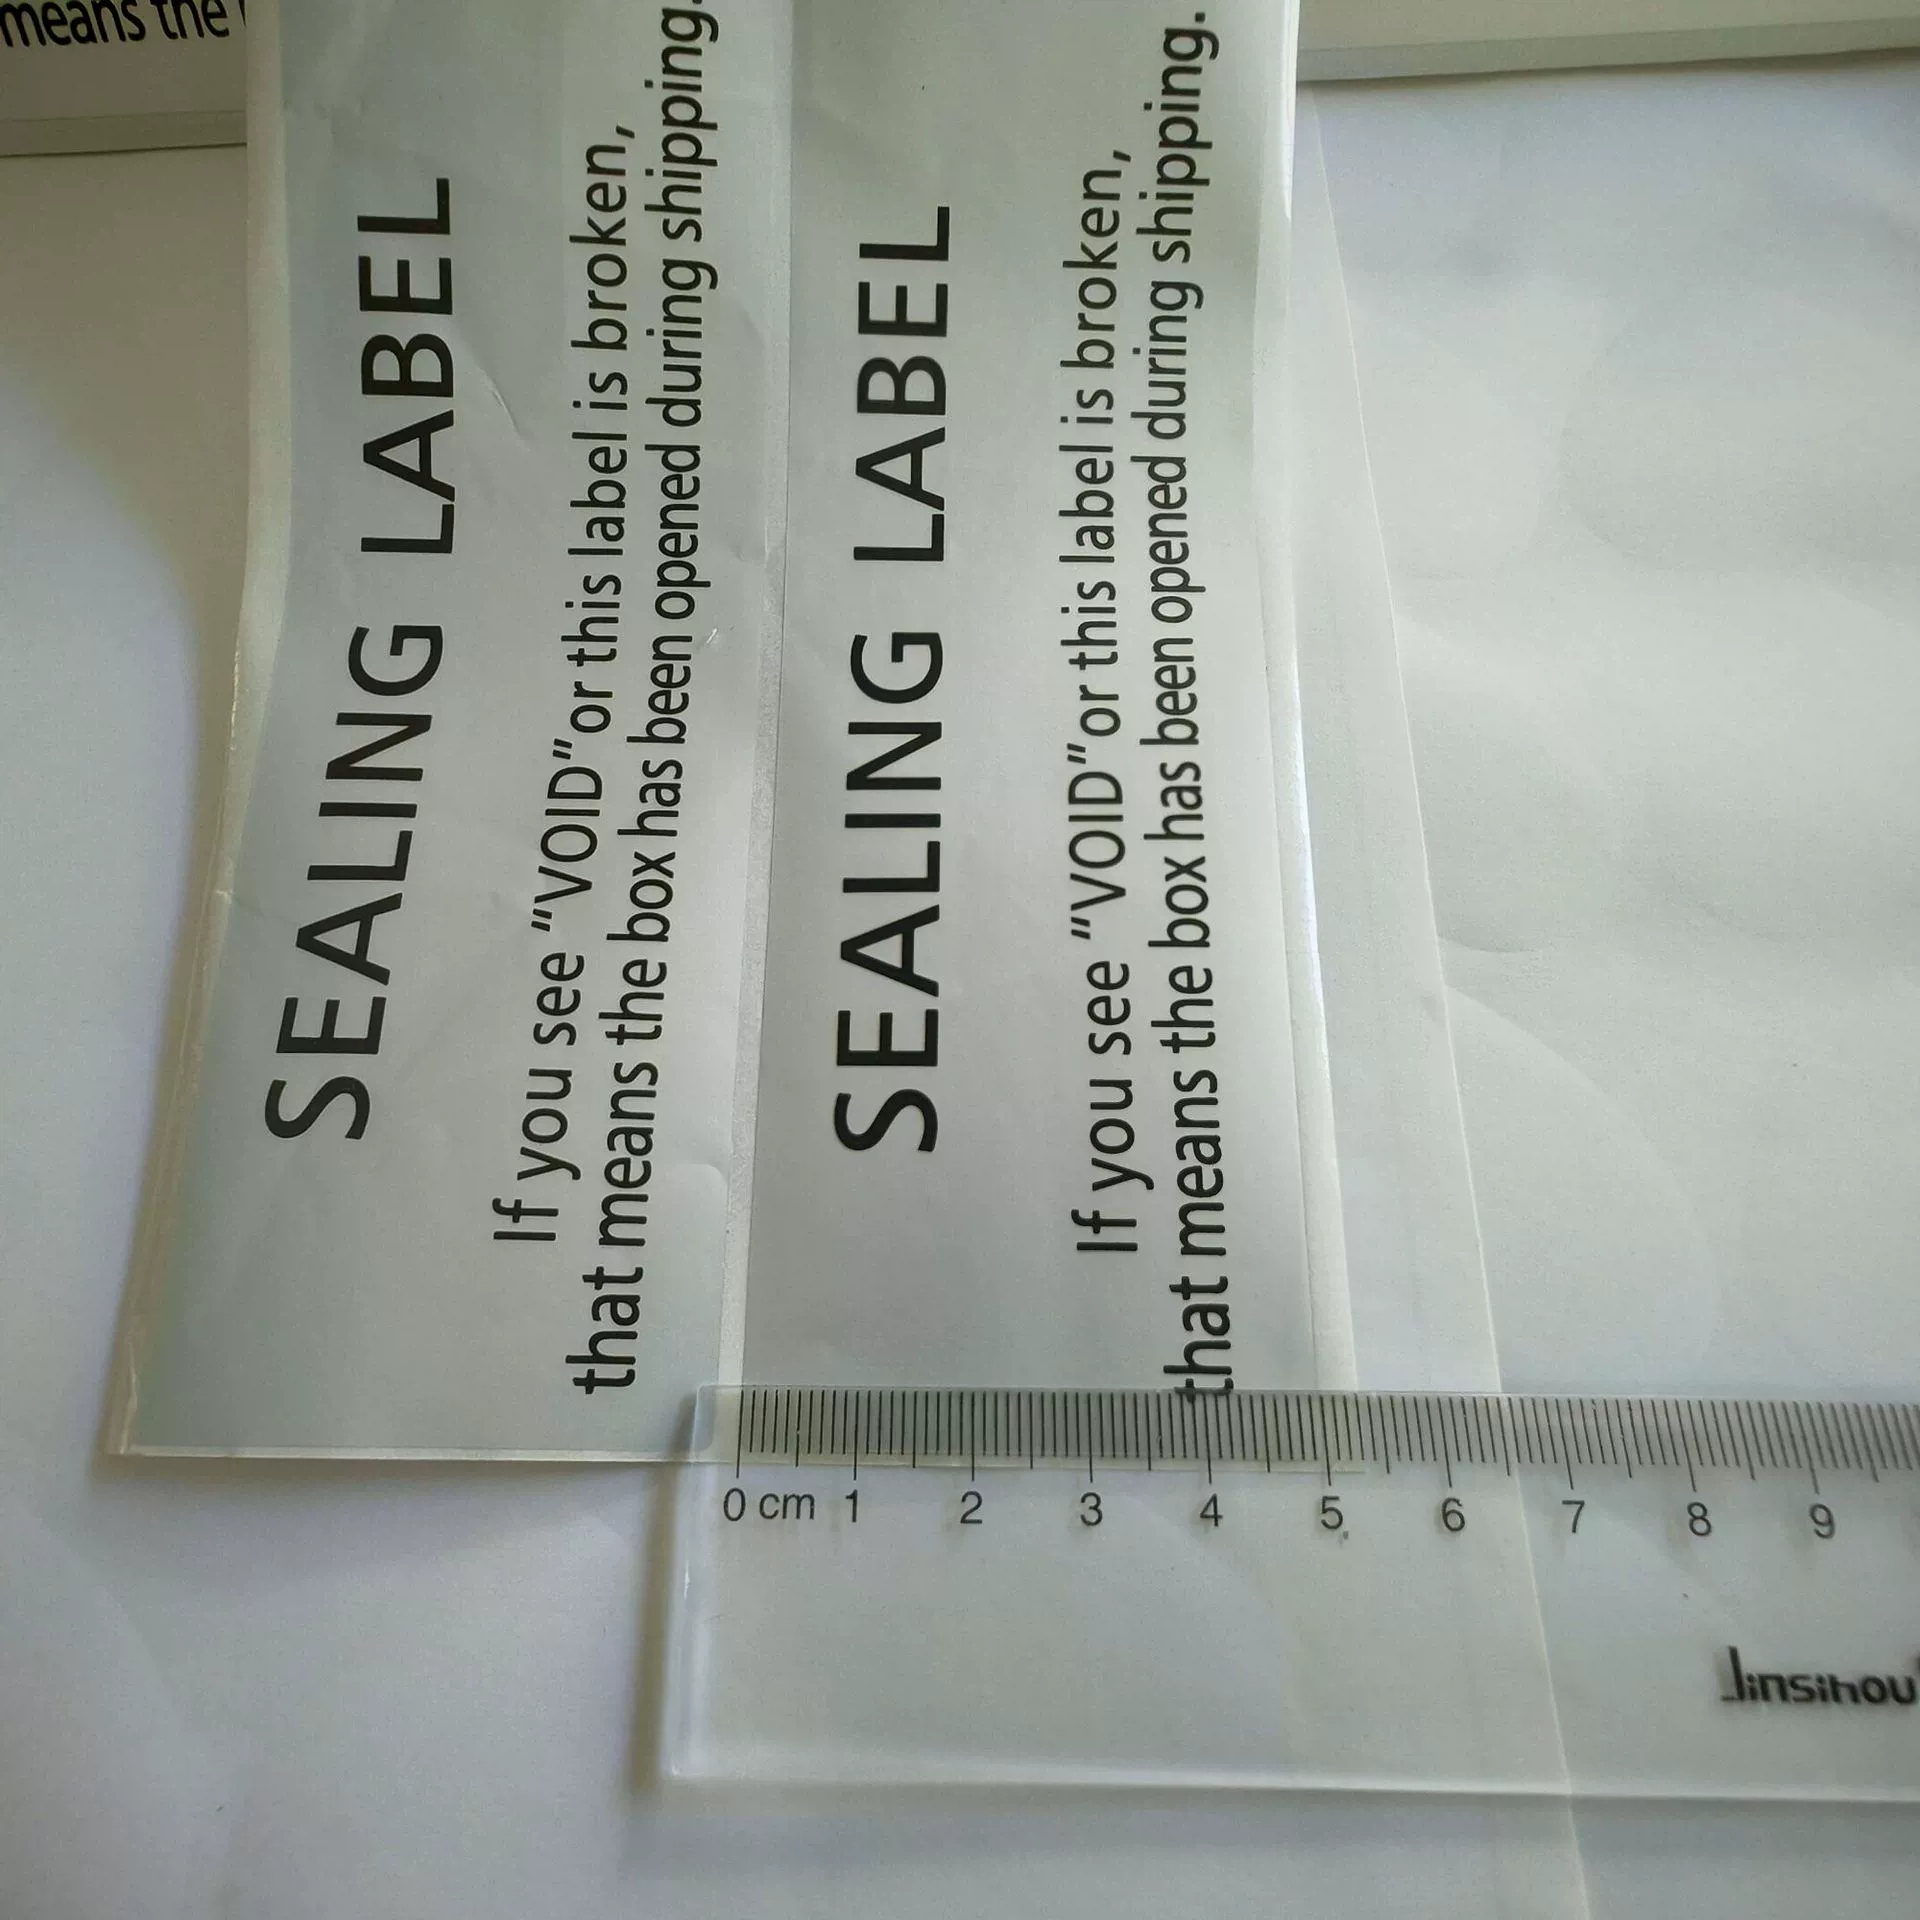 means the
SEALING LABEL
If you see "VOID"or this label is broken,
that means the box has been opened during shipping.
SEALING LABEL
If you see "VOID"or this label is broken,
that means the box has been opened during shipping.
0 cm 1 2 3 4 5 6 7 8 9
Jinsihou